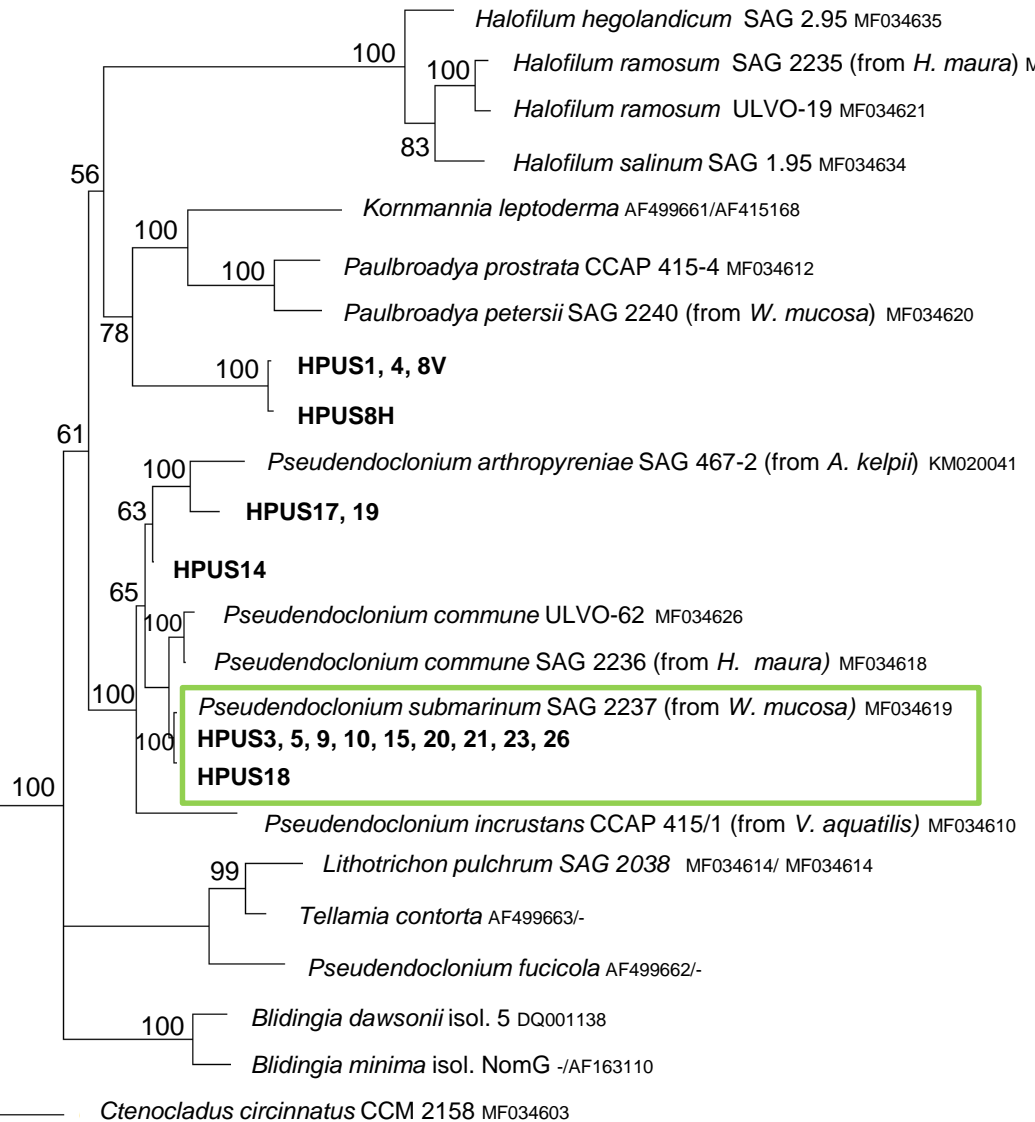 Halofilum hegolandicum SAG 2.95 MF034635
100
Halofilum ramosum SAG 2235 (from H. maura)
100
Halofilum ramosum ULVO-19 MF034621
83
Halofilum salinum SAG 1.95 MF034634
56
Kornmannia leptoderma AF499661/AF415168
100
Paulbroadya prostrata CCAP 415-4 MF034612
100
Paulbroadya petersii SAG 2240 (from W. mucosa) MF034620
78
HPUS1, 4, 8V
100
HPUS8H
61
Pseudendoclonium arthropyreniae SAG 467-2 (from A. kelpii) KM020041
100
HPUS17, 19
63
HPUS14
65
Pseudendoclonium commune ULVO-62 MF034626
100
Pseudendoclonium commune SAG 2236 (from H. maura) MF034618
100
Pseudendoclonium submarinum SAG 2237 (from W. mucosa) MF034619
HPUS3, 5, 9, 10, 15, 20, 21, 23, 26
100
HPUS18
100
Pseudendoclonium incrustans CCAP 415/1 (from V. aquatilis) MF034610
Lithotrichon pulchrum SAG 2038 MF034614/ MF034614
99
Tellamia contorta AF499663/-
Pseudendoclonium fucicola AF499662/-
Blidingia dawsonii isol. 5 DQ001138
100
Blidingia minima isol. NomG -/AF163110
Ctenocladus circinnatus CCM 2158 MF034603